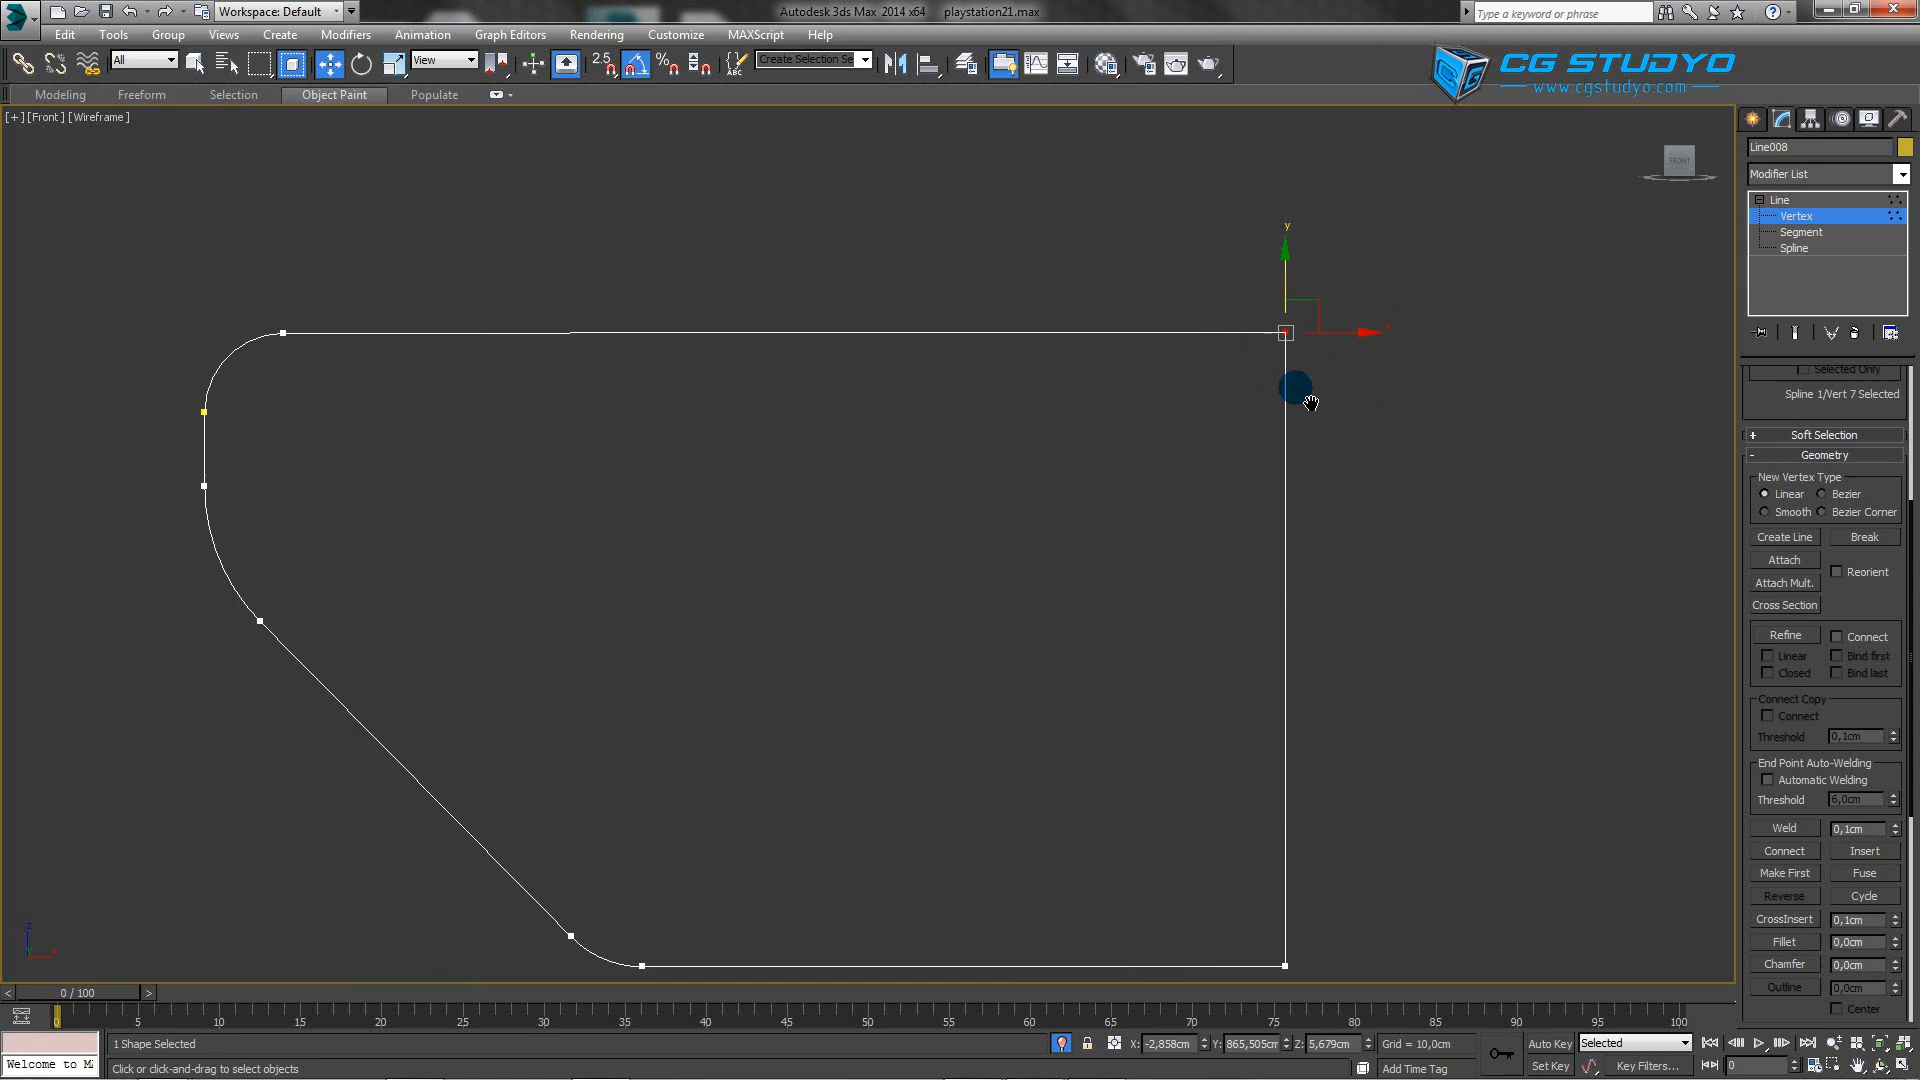 Workspace: Default
Autodesk 3ds Max  2014 x64    playstation21.max
Type a keyword or phrase
Edit Tools Group Views Create Modifiers Animation Graph Editors Rendering Customize MAXScript Help
All
View
2.5
%
ABC
Create Selection Se
CG STUDYO
www.cgstudyo.com
Modeling Freeform Selection Object Paint Populate
[+] [Front] [Wireframe]
FRONT
y
x
z
Line008
Modifier List
Line
Vertex
Segment
Spline
Selected Only
Spline 1/Vert 7 Selected
+ Soft Selection
- Geometry
New Vertex Type
Linear Bezier
Smooth Bezier Corner
Create Line Break
Attach
Reorient
Attach Mult.
Cross Section
Refine Connect
Linear Bind first
Closed Bind last
Connect Copy
Connect
Threshold 0,1cm
End Point Auto-Welding
Automatic Welding
Threshold 6,0cm
Weld 0,1cm
Connect Insert
Make First Fuse
Reverse Cycle
CrossInsert 0,1cm
Fillet 0,0cm
Chamfer 0,0cm
Outline 0,0cm
Center
< 0 / 100 >
0 5 10 15 20 25 30 35 40 45 50 55 60 65 70 75 80 85 90 95 100
1 Shape Selected
X: -2,858cm Y: 865,505cm Z: 5,679cm Grid = 10,0cm
Auto Key Selected
Welcome to M
Click or click-and-drag to select objects
Add Time Tag
Set Key Key Filters... 0